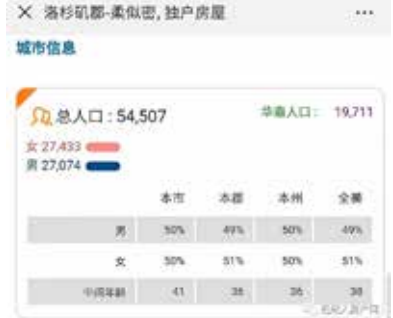 洛杉矶郡-柔似密, 独户房屋
城市信息
总人口 : 54,507
华裔人口 : 19,711
女 27,433
男 27,074
本市 本郡 本州 全美
男 50% 49% 50% 49%
女 50% 51% 50% 51%
中间年龄 41 36 36 38